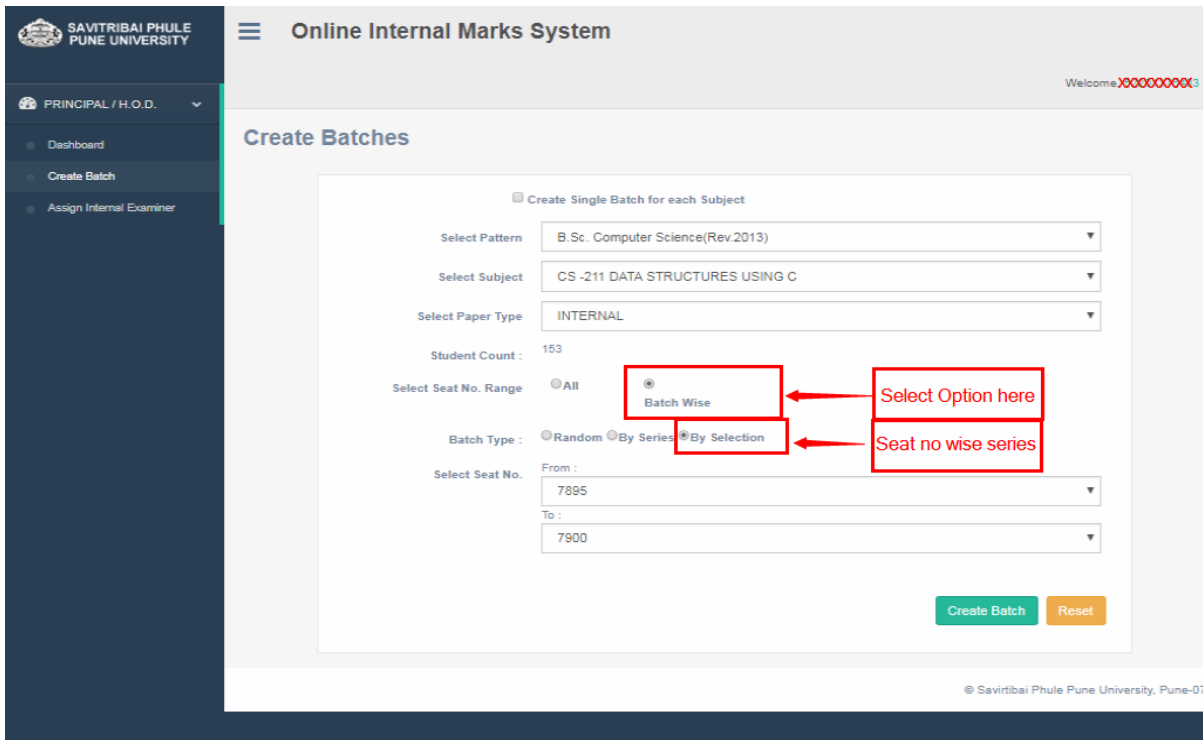 SAVITRIBAI PHULE
PUNE UNIVERSITY
Online Internal Marks System
Welcome XXXXXXXXX3
PRINCIPAL / H.O.D.
Dashboard
Create Batch
Assign Internal Examiner
Create Batches
Create Single Batch for each Subject
Select Pattern B.Sc. Computer Science(Rev.2013)
Select Subject CS -211 DATA STRUCTURES USING C
Select Paper Type INTERNAL
Student Count : 153
Select Seat No. Range All Batch Wise Select Option here
Batch Type : Random By Series By Selection Seat no wise series
Select Seat No. From :
7895
To :
7900
Create Batch Reset
© Savirtibai Phule Pune University, Pune-07